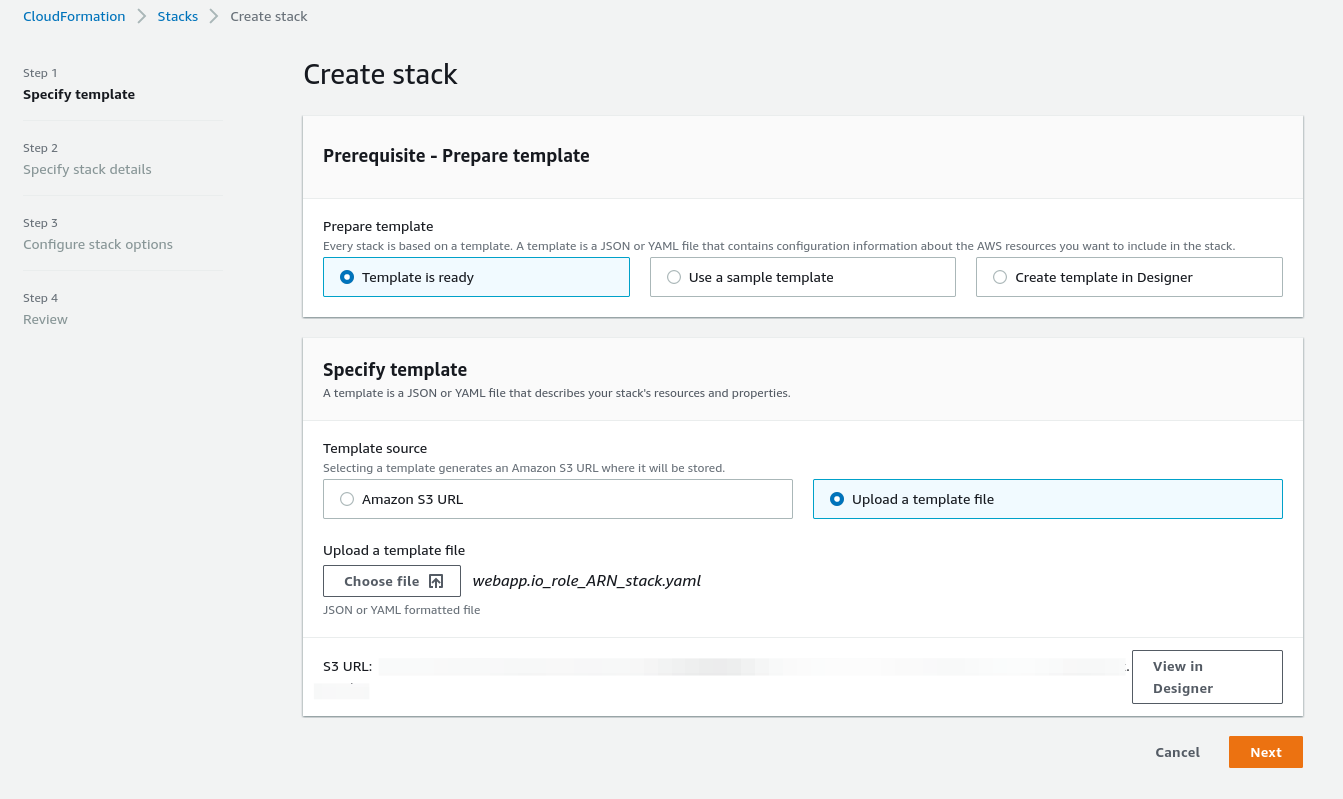 CloudFormation > Stacks > Create stack
Step 1
Specify template
Step 2
Specify stack details
Step 3
Configure stack options
Step 4
Review
Create stack
Prerequisite - Prepare template
Prepare template
Every stack is based on a template. A template is a JSON or YAML file that contains configuration information about the AWS resources you want to include in the stack.
Template is ready
Use a sample template
Create template in Designer
Specify template
A template is a JSON or YAML file that describes your stack's resources and properties.
Template source
Selecting a template generates an Amazon S3 URL where it will be stored.
Amazon S3 URL
Upload a template file
Upload a template file
Choose file webapp.io_role_ARN_stack.yaml
JSON or YAML formatted file
S3 URL:
View in
Designer
Cancel
Next